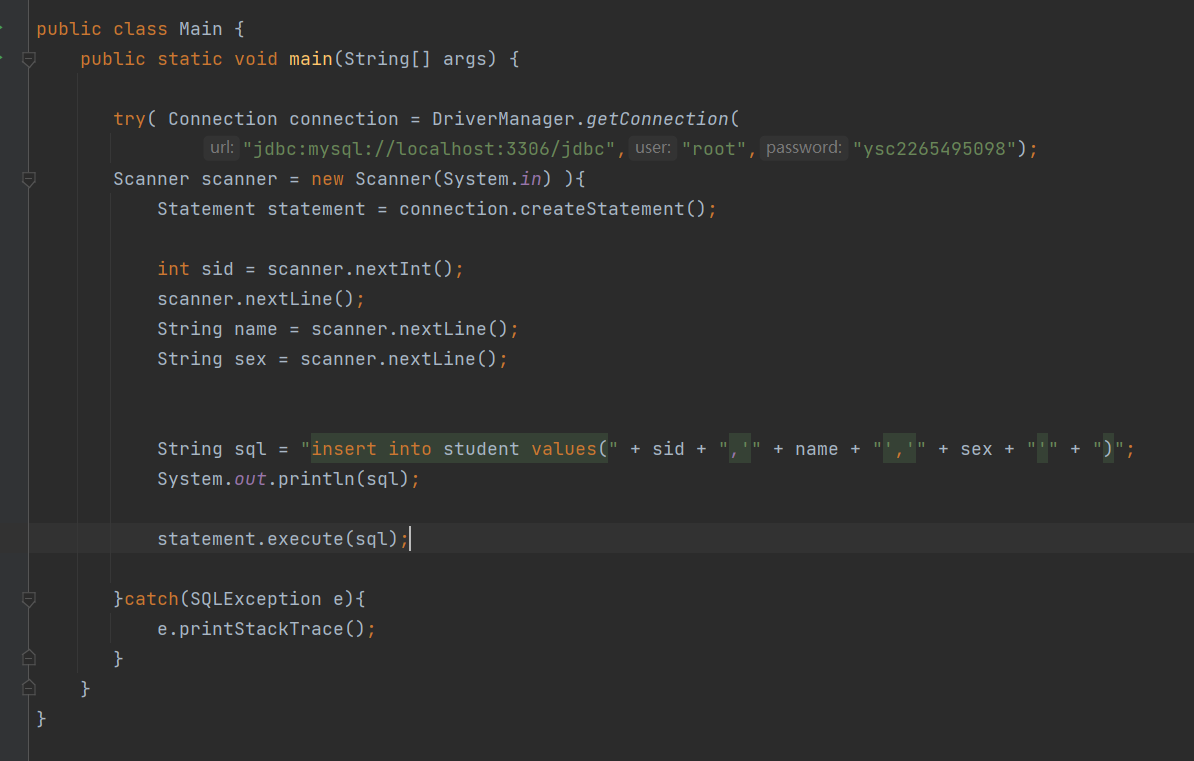 public class Main {
public static void main(String[] args) {
try( Connection connection = DriverManager.getConnection(
url: "jdbc:mysql://localhost:3306/jdbc", user: "root", password: "ysc2265495098");
Scanner scanner = new Scanner(System.in) ){
Statement statement = connection.createStatement();
int sid = scanner.nextInt();
scanner.nextLine();
String name = scanner.nextLine();
String sex = scanner.nextLine();
String sql = "insert into student values(" + sid + ",'" + name + "','" + sex + "'" + ")";
System.out.println(sql);
statement.execute(sql);
}catch(SQLException e){
e.printStackTrace();
}
}
}